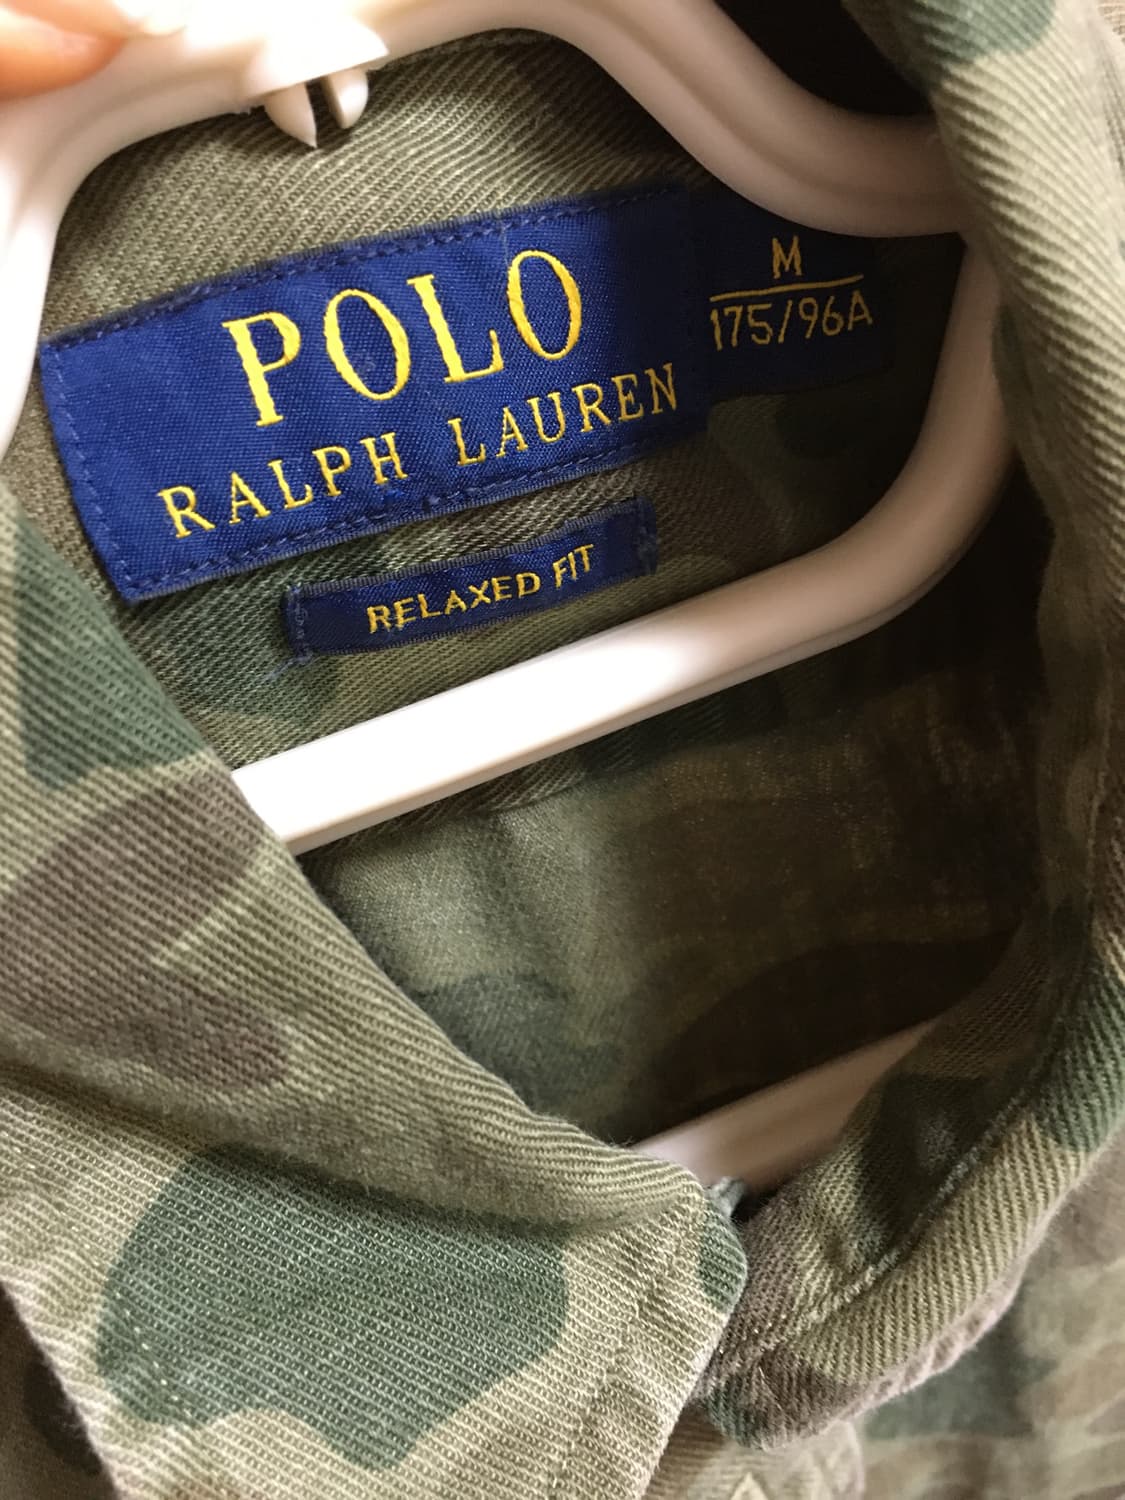 POLO
RALPH LAUREN
M
175/96A
RELAXED FIT